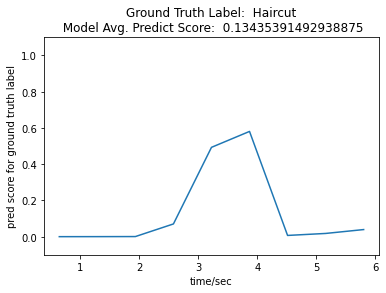 Ground Truth Label:  Haircut
Model Avg. Predict Score:  0.13435391492938875
1.0
0.8
0.6
0.4
0.2
0.0
pred score for ground truth label
1 2 3 4 5 6
time/sec